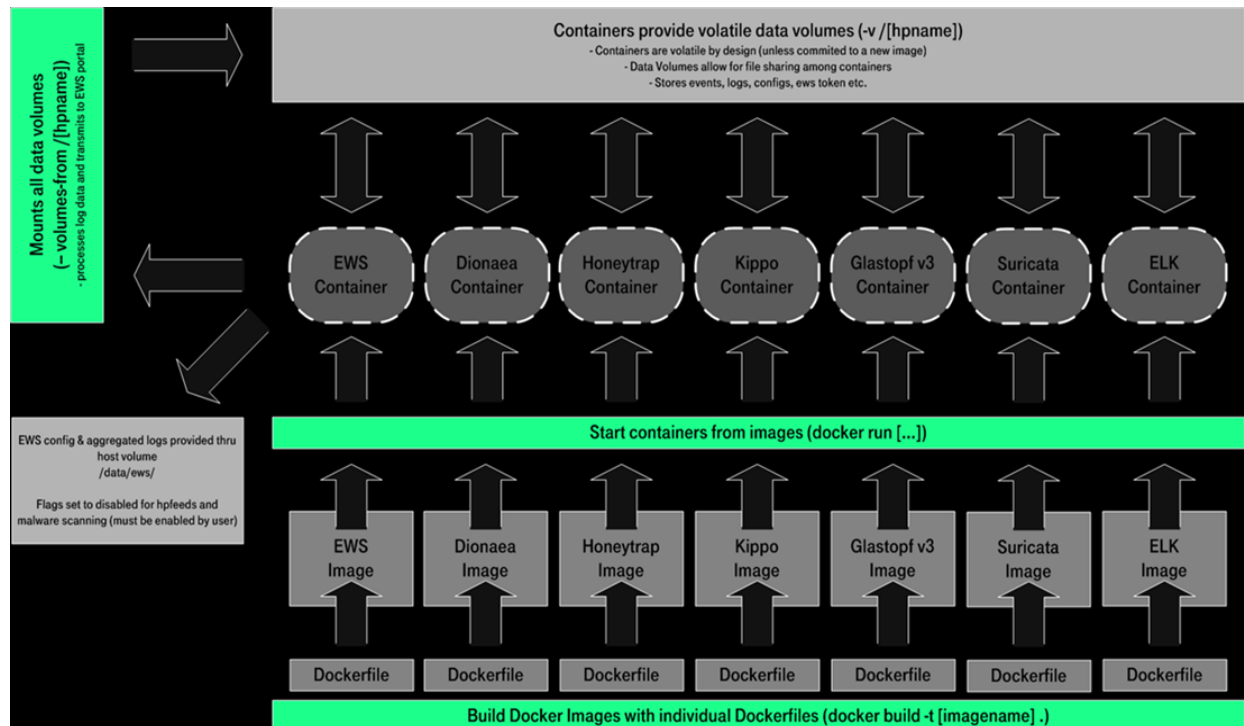 Containers provide volatile data volumes (-v /[hpname])
- Containers are volatile by design (unless commited to a new image)
- Data Volumes allow for file sharing among containers
- Stores events, logs, configs, ews token etc.
Mounts all data volumes
(– volumes-from /[hpname])
- processes log data and transmits to EWS portal
EWS
Container
Dionaea
Container
Honeytrap
Container
Kippo
Container
Glastopf v3
Container
Suricata
Container
ELK
Container
EWS config & aggregated logs provided thru
host volume
/data/ews/
Flags set to disabled for hpfeeds and
malware scanning (must be enabled by user)
Start containers from images (docker run [...])
EWS
Image
Dionaea
Image
Honeytrap
Image
Kippo
Image
Glastopf v3
Image
Suricata
Image
ELK
Image
Dockerfile
Dockerfile
Dockerfile
Dockerfile
Dockerfile
Dockerfile
Dockerfile
Build Docker Images with individual Dockerfiles (docker build -t [imagename] .)